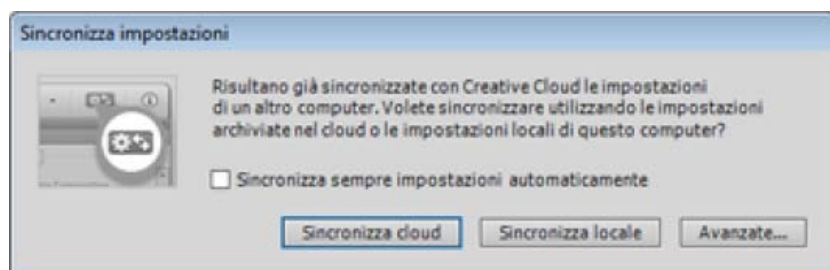 Sincronizza impostazioni
Risultano già sincronizzate con Creative Cloud le impostazioni
di un altro computer. Volete sincronizzare utilizzando le impostazioni
archiviate nel cloud o le impostazioni locali di questo computer?
Sincronizza sempre impostazioni automaticamente
Sincronizza cloud Sincronizza locale Avanzate...